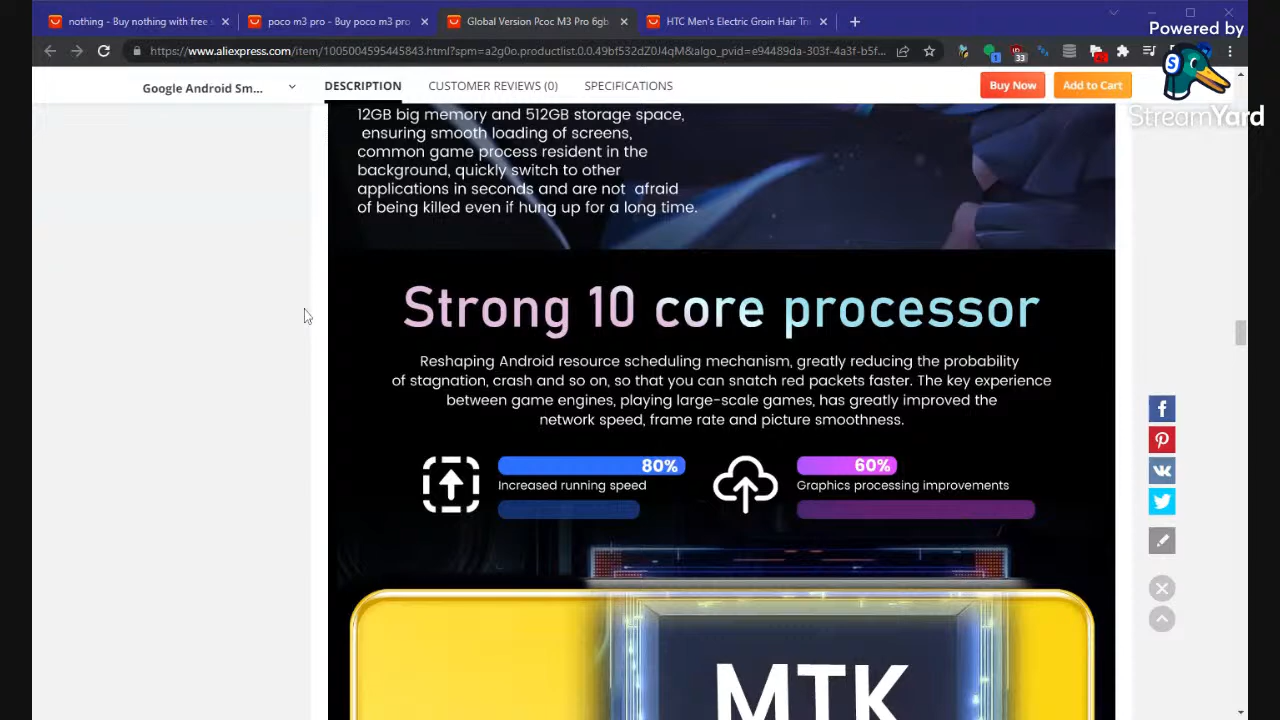 nothing - Buy nothing with free
poco m3 pro - Buy poco m3 pro
Global Version Pcoc M3 Pro 6gb
HTC Men's Electric Groin Hair
Powered by
StreamYard
https://www.aliexpress.com/item/1005004595445843.html?spm=a2g0o.productlist.0.0.49bf532dZ0J4qM&algo_pvid=e94489da-303f-4a3f-b5f...
1
33
Google Android Sm...
DESCRIPTION
CUSTOMER REVIEWS (0)
SPECIFICATIONS
Buy Now
Add to Cart
12GB big memory and 512GB storage space,
ensuring smooth loading of screens,
common game process resident in the
background, quickly switch to other
applications in seconds and are not afraid
of being killed even if hung up for a long time.
Strong 10 core processor
Reshaping Android resource scheduling mechanism, greatly reducing the probability
of stagnation, crash and so on, so that you can snatch red packets faster. The key experience
between game engines, playing large-scale games, has greatly improved the
network speed, frame rate and picture smoothness.
80%
Increased running speed
60%
Graphics processing improvements
MTK